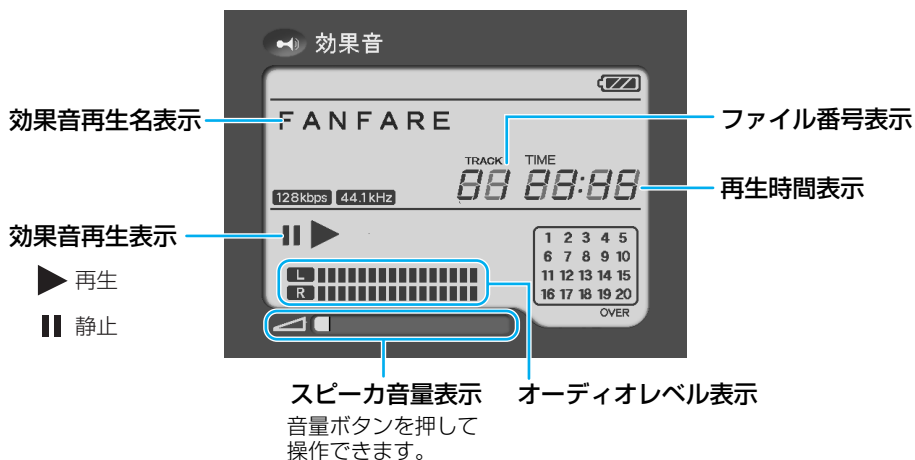 効果音
効果音再生名表示
FANFARE
ファイル番号表示
TRACK TIME
88 88:88
再生時間表示
128kbps 44.1kHz
効果音再生表示
再生
静止
1 2 3 4 5
6 7 8 9 10
11 12 13 14 15
16 17 18 19 20
OVER
L
R
スピーカ音量表示
音量ボタンを押して
操作できます。
オーディオレベル表示